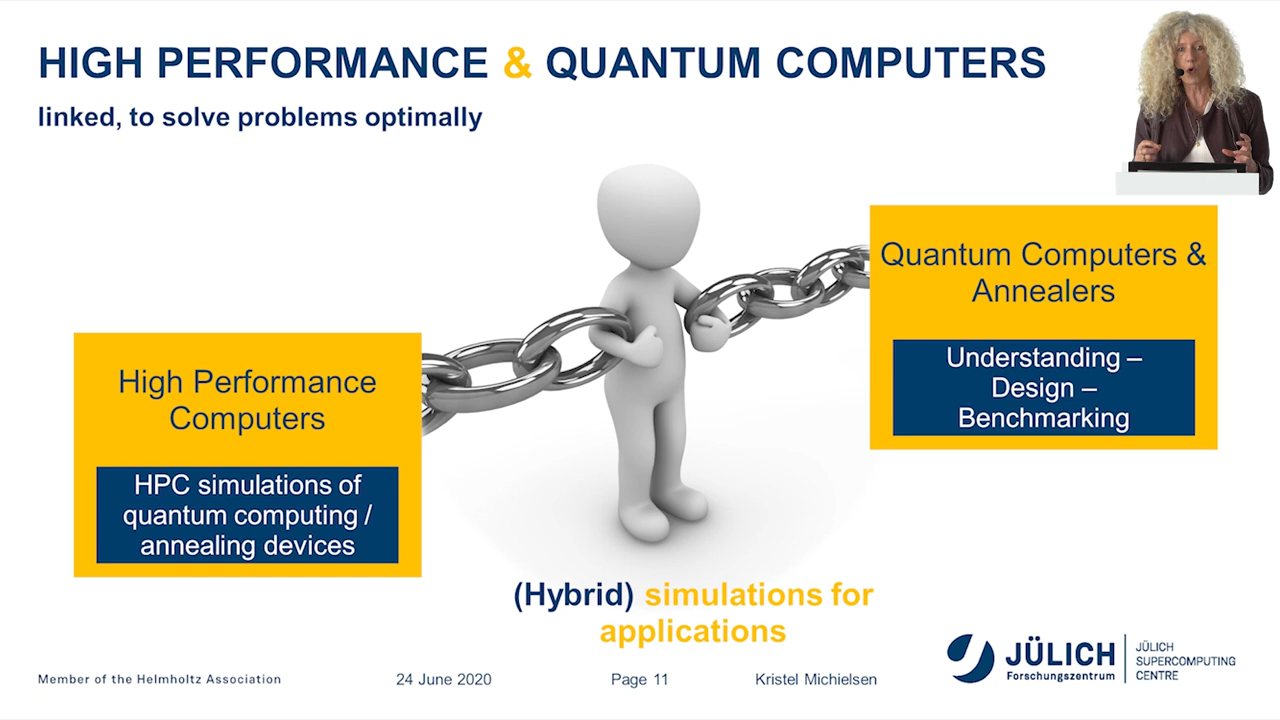 HIGH PERFORMANCE & QUANTUM COMPUTERS
linked, to solve problems optimally
Quantum Computers &
Annealers
Understanding –
Design –
Benchmarking
High Performance
Computers
HPC simulations of
quantum computing /
annealing devices
(Hybrid) simulations for
applications
Member of the Helmholtz Association
24 June 2020
Page 11
Kristel Michielsen
JÜLICH
Forschungszentrum
JÜLICH
SUPERCOMPUTING
CENTRE